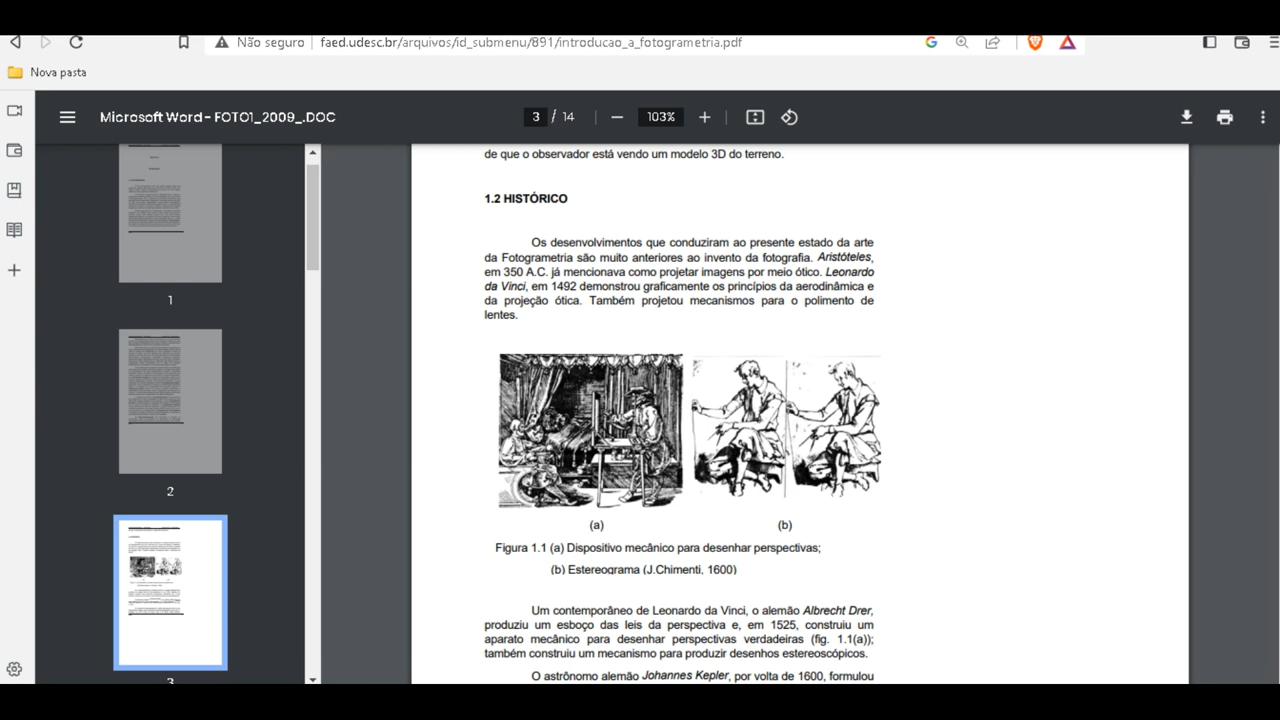 Não seguro
faed.udesc.br/arquivos/id_submenu/891/introducao_a_fotogrametria.pdf
Nova pasta
Microsoft Word - FOTO1_2009_.DOC
3 / 14
103%
1
2
3
de que o observador está vendo um modelo 3D do terreno.
1.2 HISTÓRICO
Os desenvolvimentos que conduziram ao presente estado da arte
da Fotogrametria são muito anteriores ao invento da fotografia. Aristóteles,
em 350 A.C. já mencionava como projetar imagens por meio ótico. Leonardo
da Vinci, em 1492 demonstrou graficamente os princípios da aerodinâmica e
da projeção ótica. Também projetou mecanismos para o polimento de
lentes.
(a)
(b)
Figura 1.1 (a) Dispositivo mecânico para desenhar perspectivas;
(b) Estereograma (J.Chimenti, 1600)
Um contemporâneo de Leonardo da Vinci, o alemão Albrecht Drer,
produziu um esboço das leis da perspectiva e, em 1525, construiu um
aparato mecânico para desenhar perspectivas verdadeiras (fig. 1.1(a));
também construiu um mecanismo para produzir desenhos estereoscópicos.
O astrônomo alemão Johannes Kepler, por volta de 1600, formulou